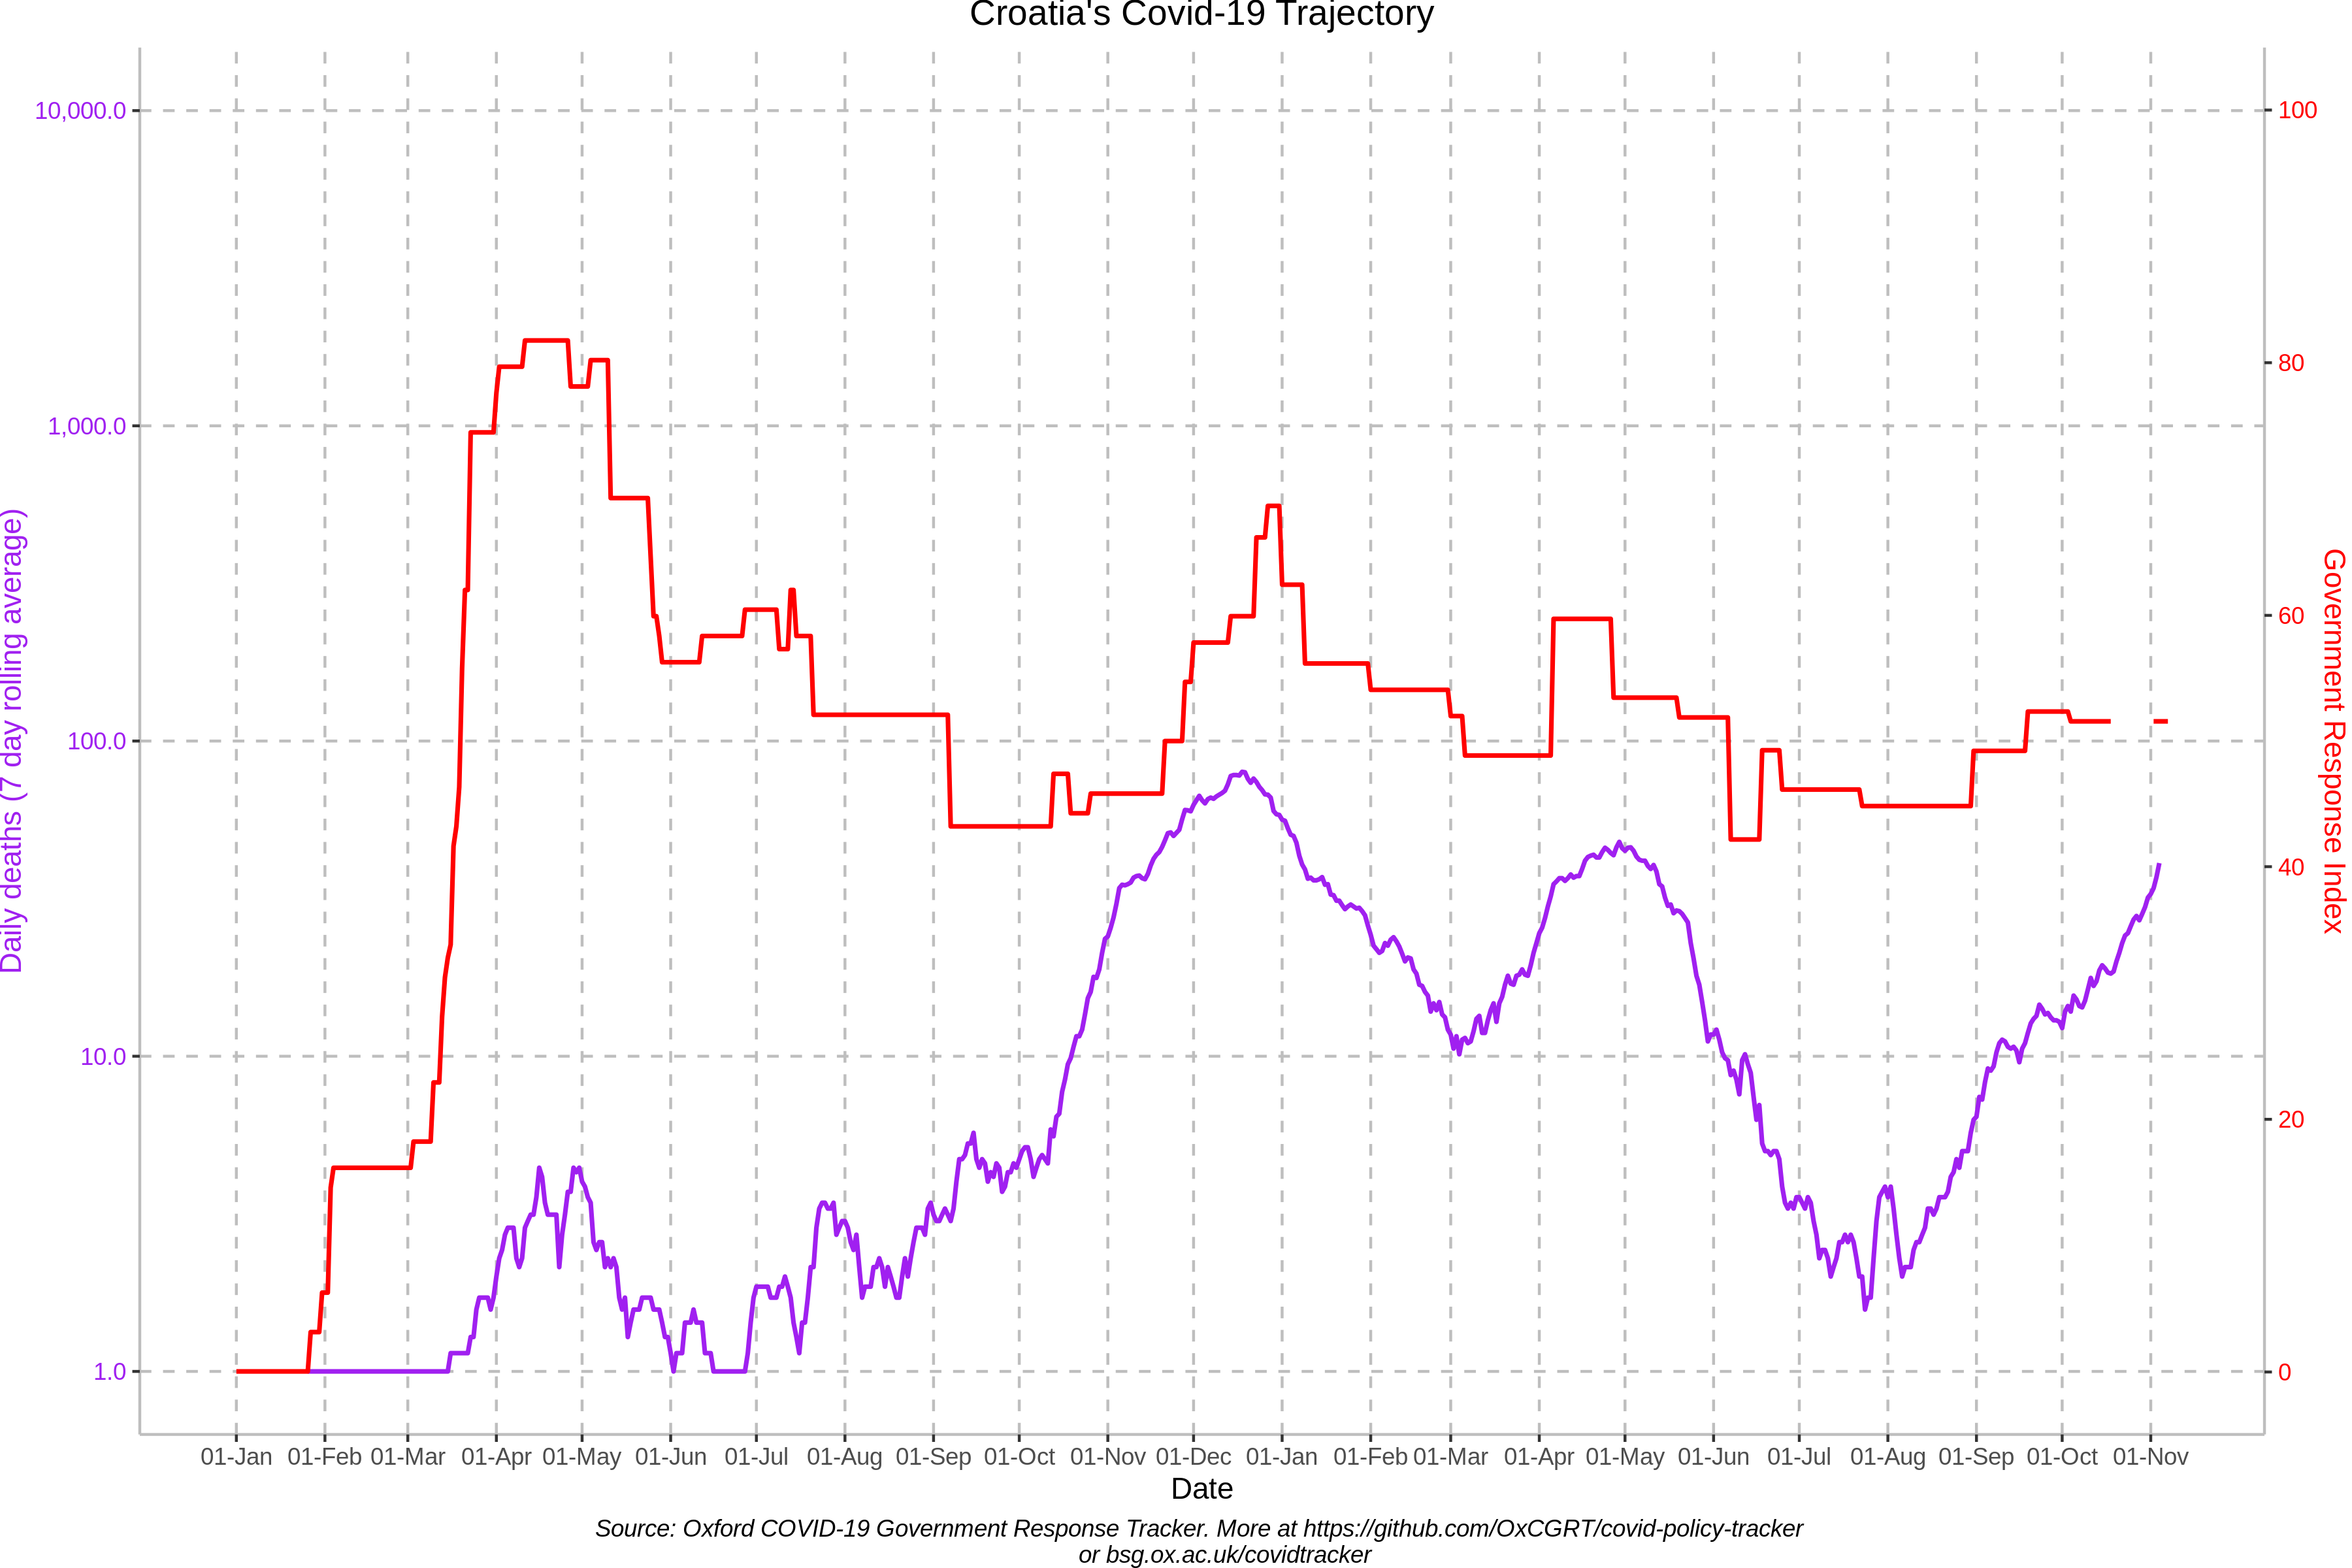 Croatia's Covid-19 Trajectory
10,000.0
1,000.0
100.0
10.0
1.0
Daily deaths (7 day rolling average)
100
80
60
40
20
0
Government Response Index
01-Jan 01-Feb 01-Mar 01-Apr 01-May 01-Jun 01-Jul 01-Aug 01-Sep 01-Oct 01-Nov 01-Dec 01-Jan 01-Feb 01-Mar 01-Apr 01-May 01-Jun 01-Jul 01-Aug 01-Sep 01-Oct 01-Nov
Date
Source: Oxford COVID-19 Government Response Tracker. More at https://github.com/OxCGRT/covid-policy-tracker
or bsg.ox.ac.uk/covidtracker